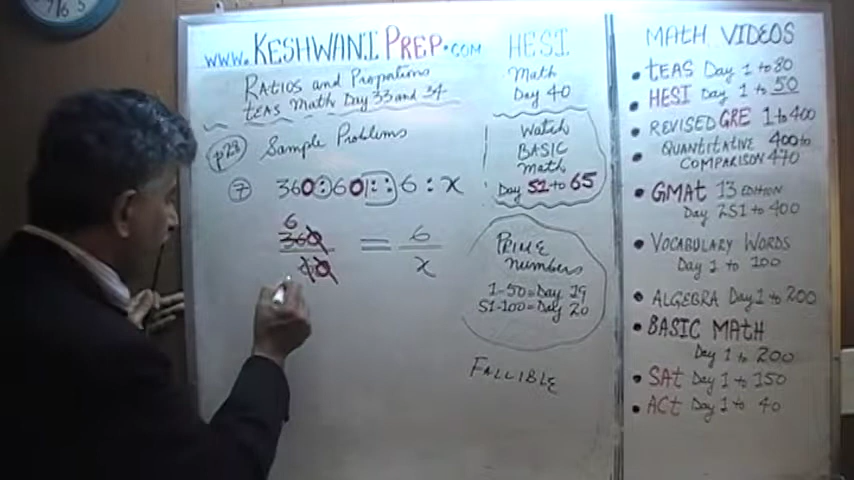 www.KESHWANIPREP.com
RATIOS and PROPATIONS
TEAS Math Day 33 and 34
p28 Sample Problems
7 360:60::6:X
6
360 = 6
X
HESI
Math
Day 40
Watch
BASIC
Math
Day 52 to 65
PRIME
Numbers
1-50=Day 19
51-100=Day 20
FALLIBLE
MATH VIDEOS
• TEAS Day 1 to 80
• HESI Day 1 to 50
• REVISED GRE 1 to 400
• QUANTITATIVE 400 to
COMPARISON 470
• GMAT 13 EDITION
Day 251 to 400
• VOCABULARY WORDS
Day 1 to 100
• ALGEBRA Day 1 to 200
• BASIC MATH
Day 1 to 200
• SAT Day 1 to 150
• ACT Day 1 to 40